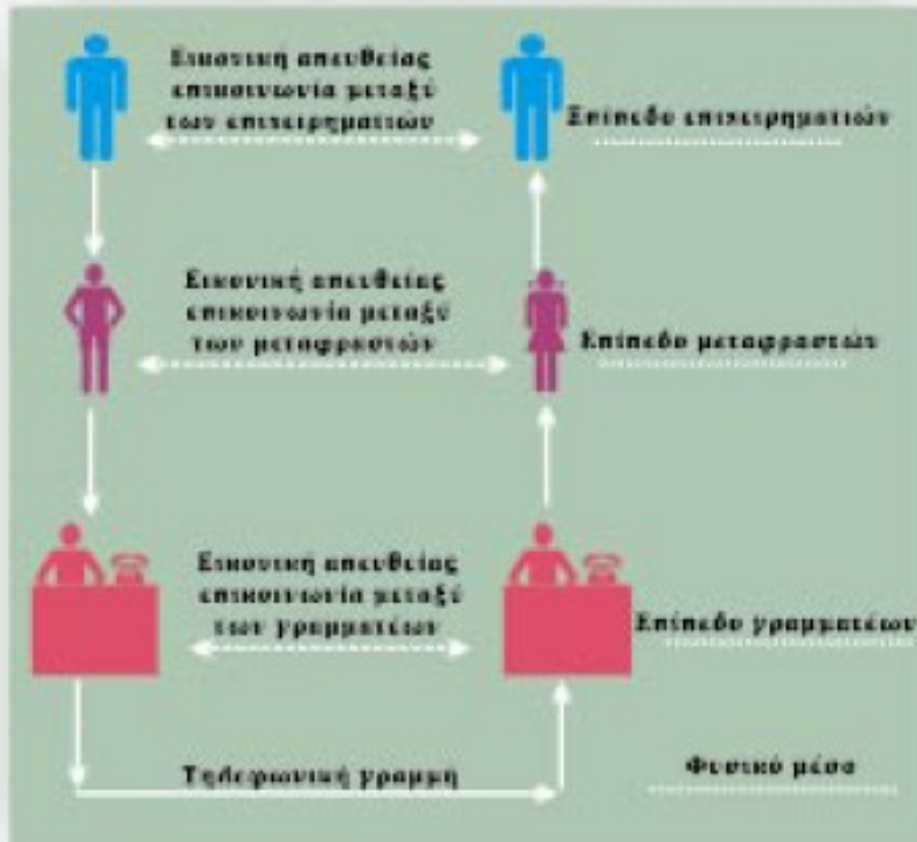 Εικονική απευθείας
επικοινωνία μεταξύ
των επιχειρηματιών
Επίπεδο επιχειρηματιών
Εικονική απευθείας
επικοινωνία μεταξύ
των μεταφραστών
Επίπεδο μεταφραστών
Εικονική απευθείας
επικοινωνία μεταξύ
των γραμματέων
Επίπεδο γραμματέων
Τηλεφωνική γραμμή
Φυσικό μέσο